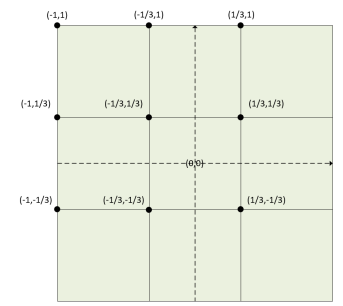 (-1,1) (-1/3,1) (1/3,1)
(-1,1/3) (-1/3,1/3) (1/3,1/3)
(0,0)
(-1,-1/3) (-1/3,-1/3) (1/3,-1/3)